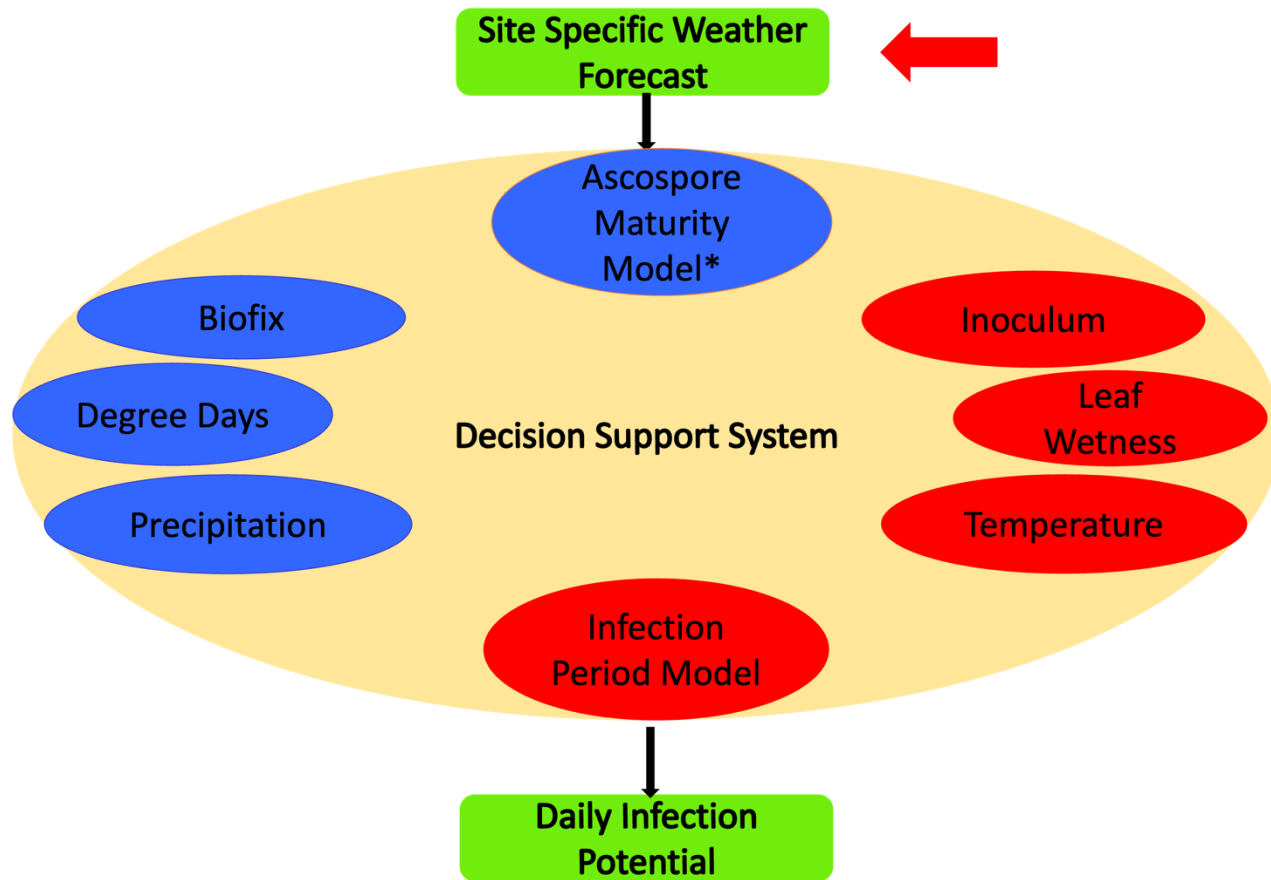 Site Specific Weather
Forecast
Ascospore
Maturity
Model*
Biofix
Inoculum
Degree Days
Leaf
Wetness
Decision Support System
Precipitation
Temperature
Infection
Period Model
Daily Infection
Potential